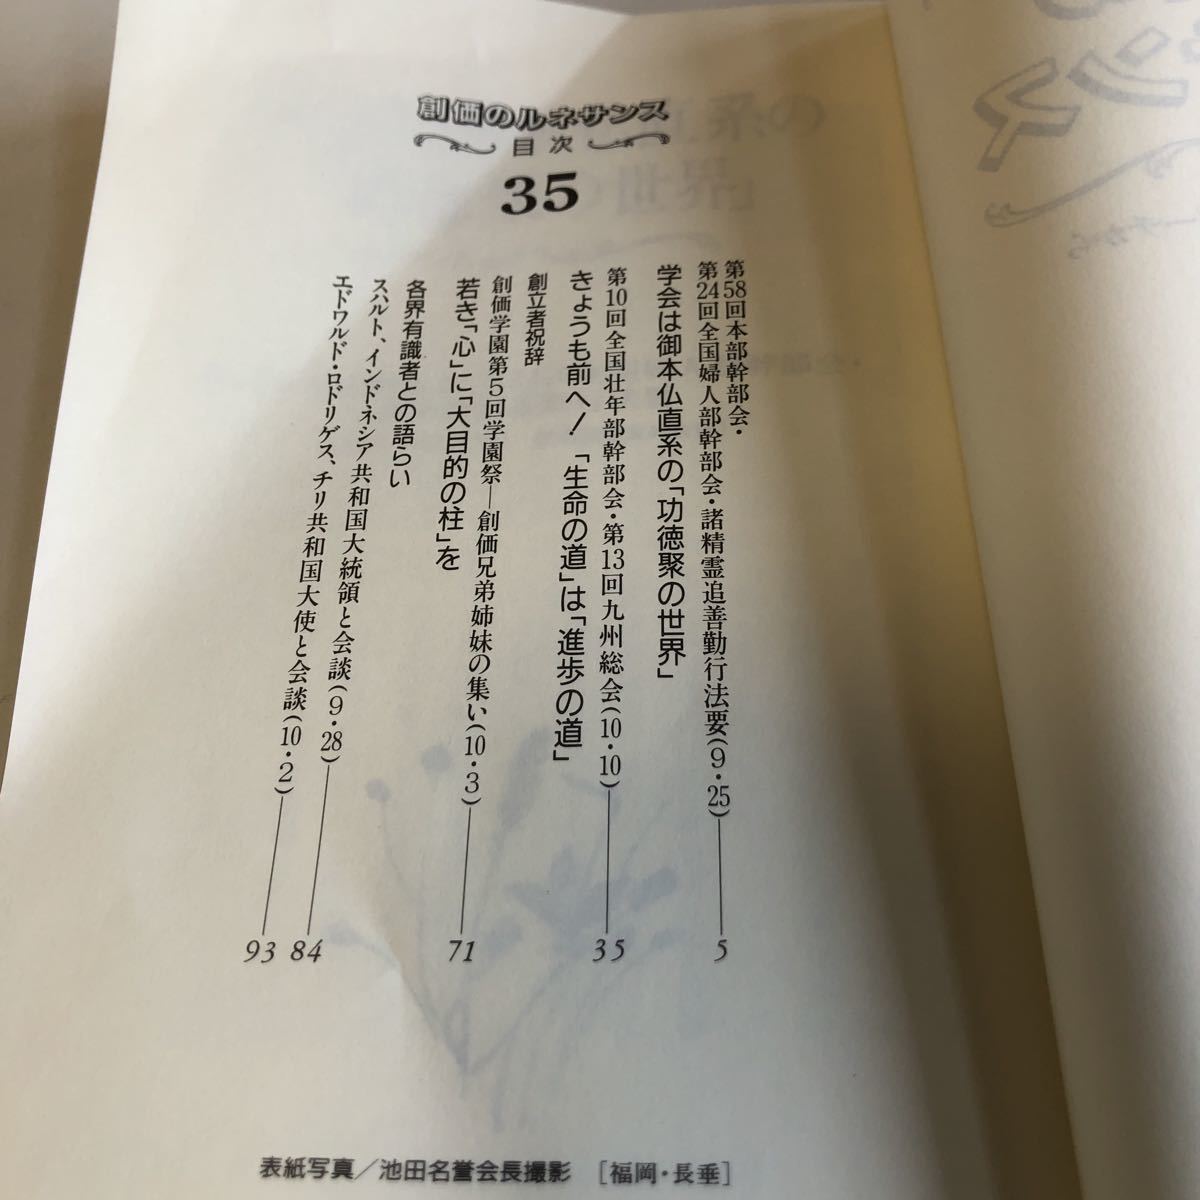 創価のルネサンス
目次
35
第58回本部幹部会・
第24回全国婦人部幹部会・諸精霊追善勤行法要(9・25) 5
学会は御本仏直系の「功徳聚の世界」
第10回全国壮年部幹部会・第13回九州総会(10・10) 35
きょうも前へ!「生命の道」は「進歩の道」
創立者祝辞
創価学園第5回学園祭―創価兄弟姉妹の集い(10・3) 71
若き「心」に「大目的の柱」を
各界有識者との語らい
スハルト、インドネシア共和国大統領と会談(9・28) 84
エドワルド・ロドリゲス、チリ共和国大使と会談(10・2) 93
表紙写真/池田名誉会長撮影 [福岡・長垂]